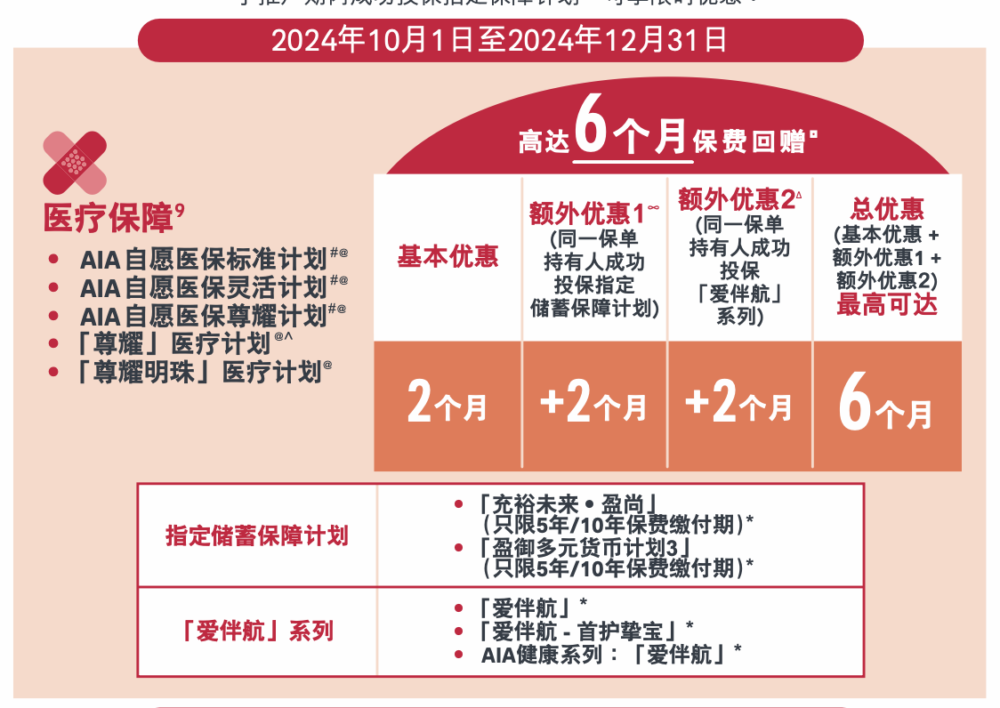 2024年10月1日至2024年12月31日
高达6个月保费回赠¤
医疗保障9
• AIA自愿医保标准计划#@
• AIA自愿医保灵活计划#@
• AIA自愿医保尊耀计划#@
• 「尊耀」医疗计划@^
• 「尊耀明珠」医疗计划@
基本优惠
额外优惠1∞
(同一保单
持有人成功
投保指定
储蓄保障计划)
额外优惠2Δ
(同一保单
持有人成功
投保
「爱伴航」
系列)
总优惠
(基本优惠 +
额外优惠1 +
额外优惠2)
最高可达
2个月
+2个月
+2个月
6个月
指定储蓄保障计划
• 「充裕未来 • 盈尚」
(只限5年/10年保费缴付期)*
• 「盈御多元货币计划3」
(只限5年/10年保费缴付期)*
「爱伴航」系列
• 「爱伴航」*
• 「爱伴航 - 首护挚宝」*
• AIA健康系列：「爱伴航」*